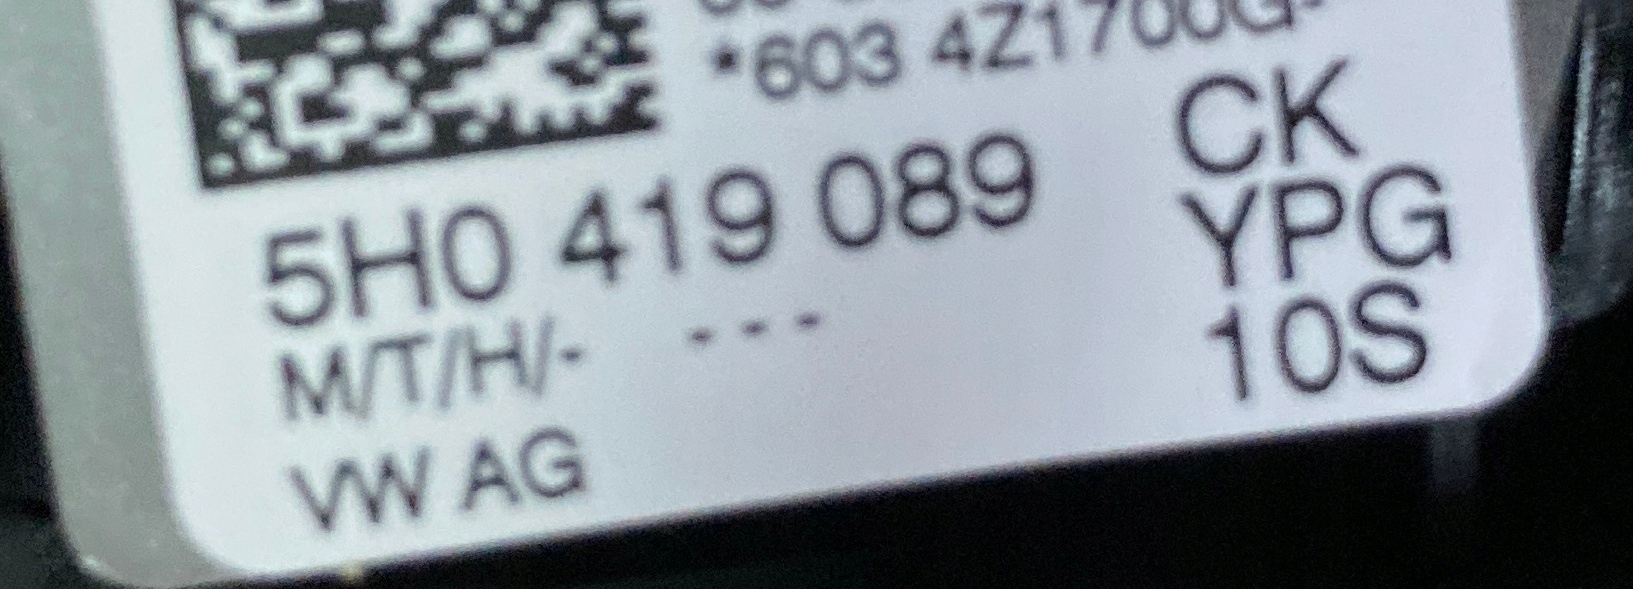 *603 4Z1700G-
CK
5H0 419 089
YPG
M/T/H/- ---
10S
VW AG